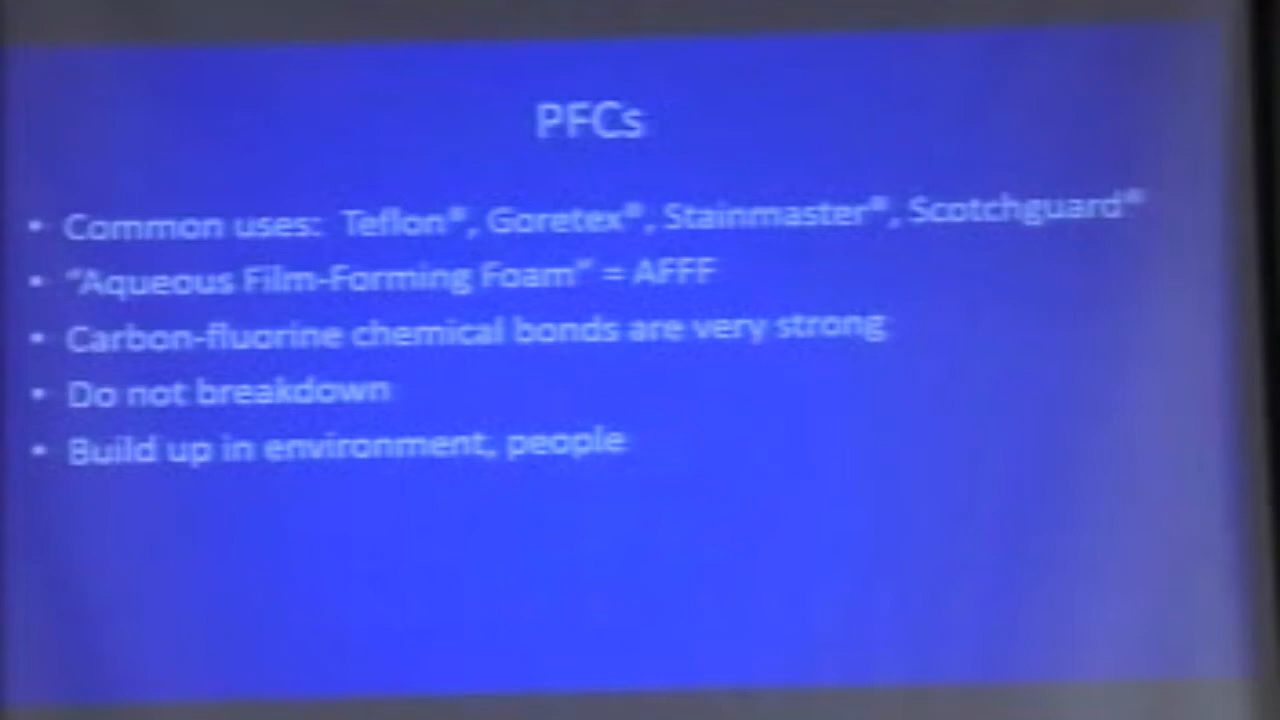 PFCs
• Common uses: Teflon®, Goretex®, Stainmaster®, Scotchguard®
• “Aqueous Film-Forming Foam” = AFFF
• Carbon-fluorine chemical bonds are very strong
• Do not breakdown
• Build up in environment, people